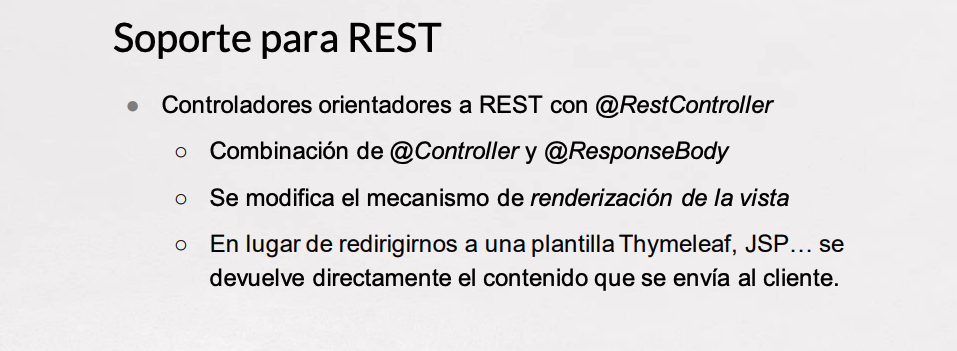 Soporte para REST
● Controladores orientadores a REST con @RestController
○ Combinación de @Controller y @ResponseBody
○ Se modifica el mecanismo de renderización de la vista
○ En lugar de redirigirnos a una plantilla Thymeleaf, JSP… se
devuelve directamente el contenido que se envía al cliente.